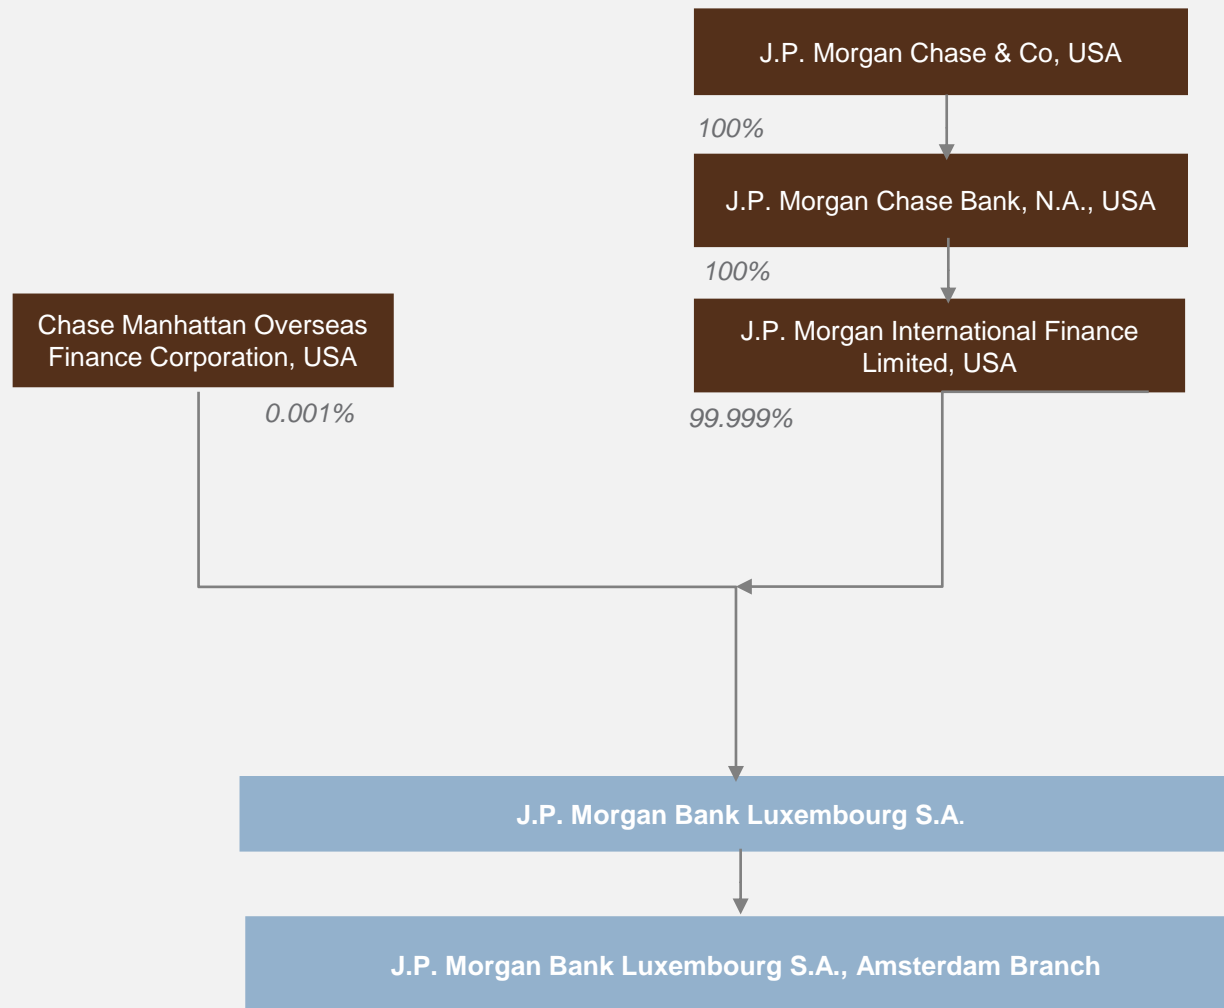 J.P. Morgan Chase & Co, USA
100%
J.P. Morgan Chase Bank, N.A., USA
100%
Chase Manhattan Overseas
Finance Corporation, USA
J.P. Morgan International Finance
Limited, USA
0.001%
99.999%
J.P. Morgan Bank Luxembourg S.A.
J.P. Morgan Bank Luxembourg S.A., Amsterdam Branch